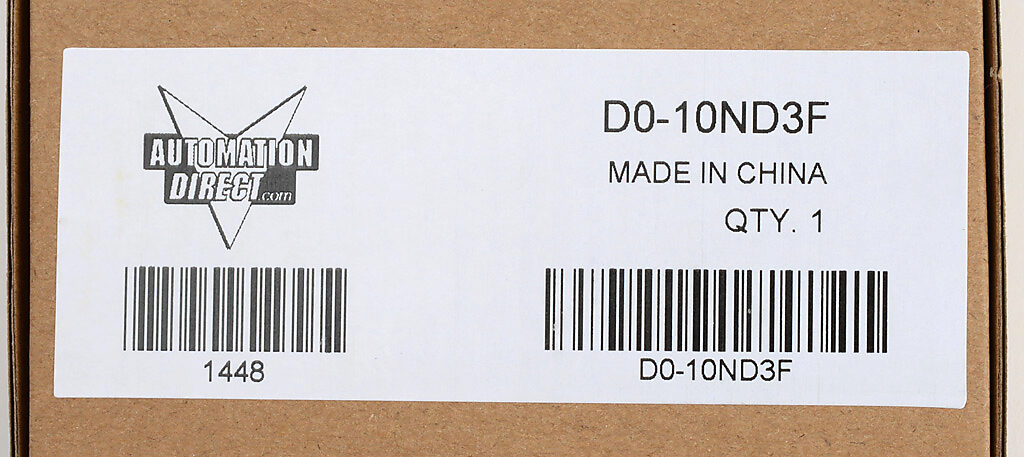 AUTOMATION
DIRECT.com
1448
D0-10ND3F
MADE IN CHINA
QTY. 1
D0-10ND3F